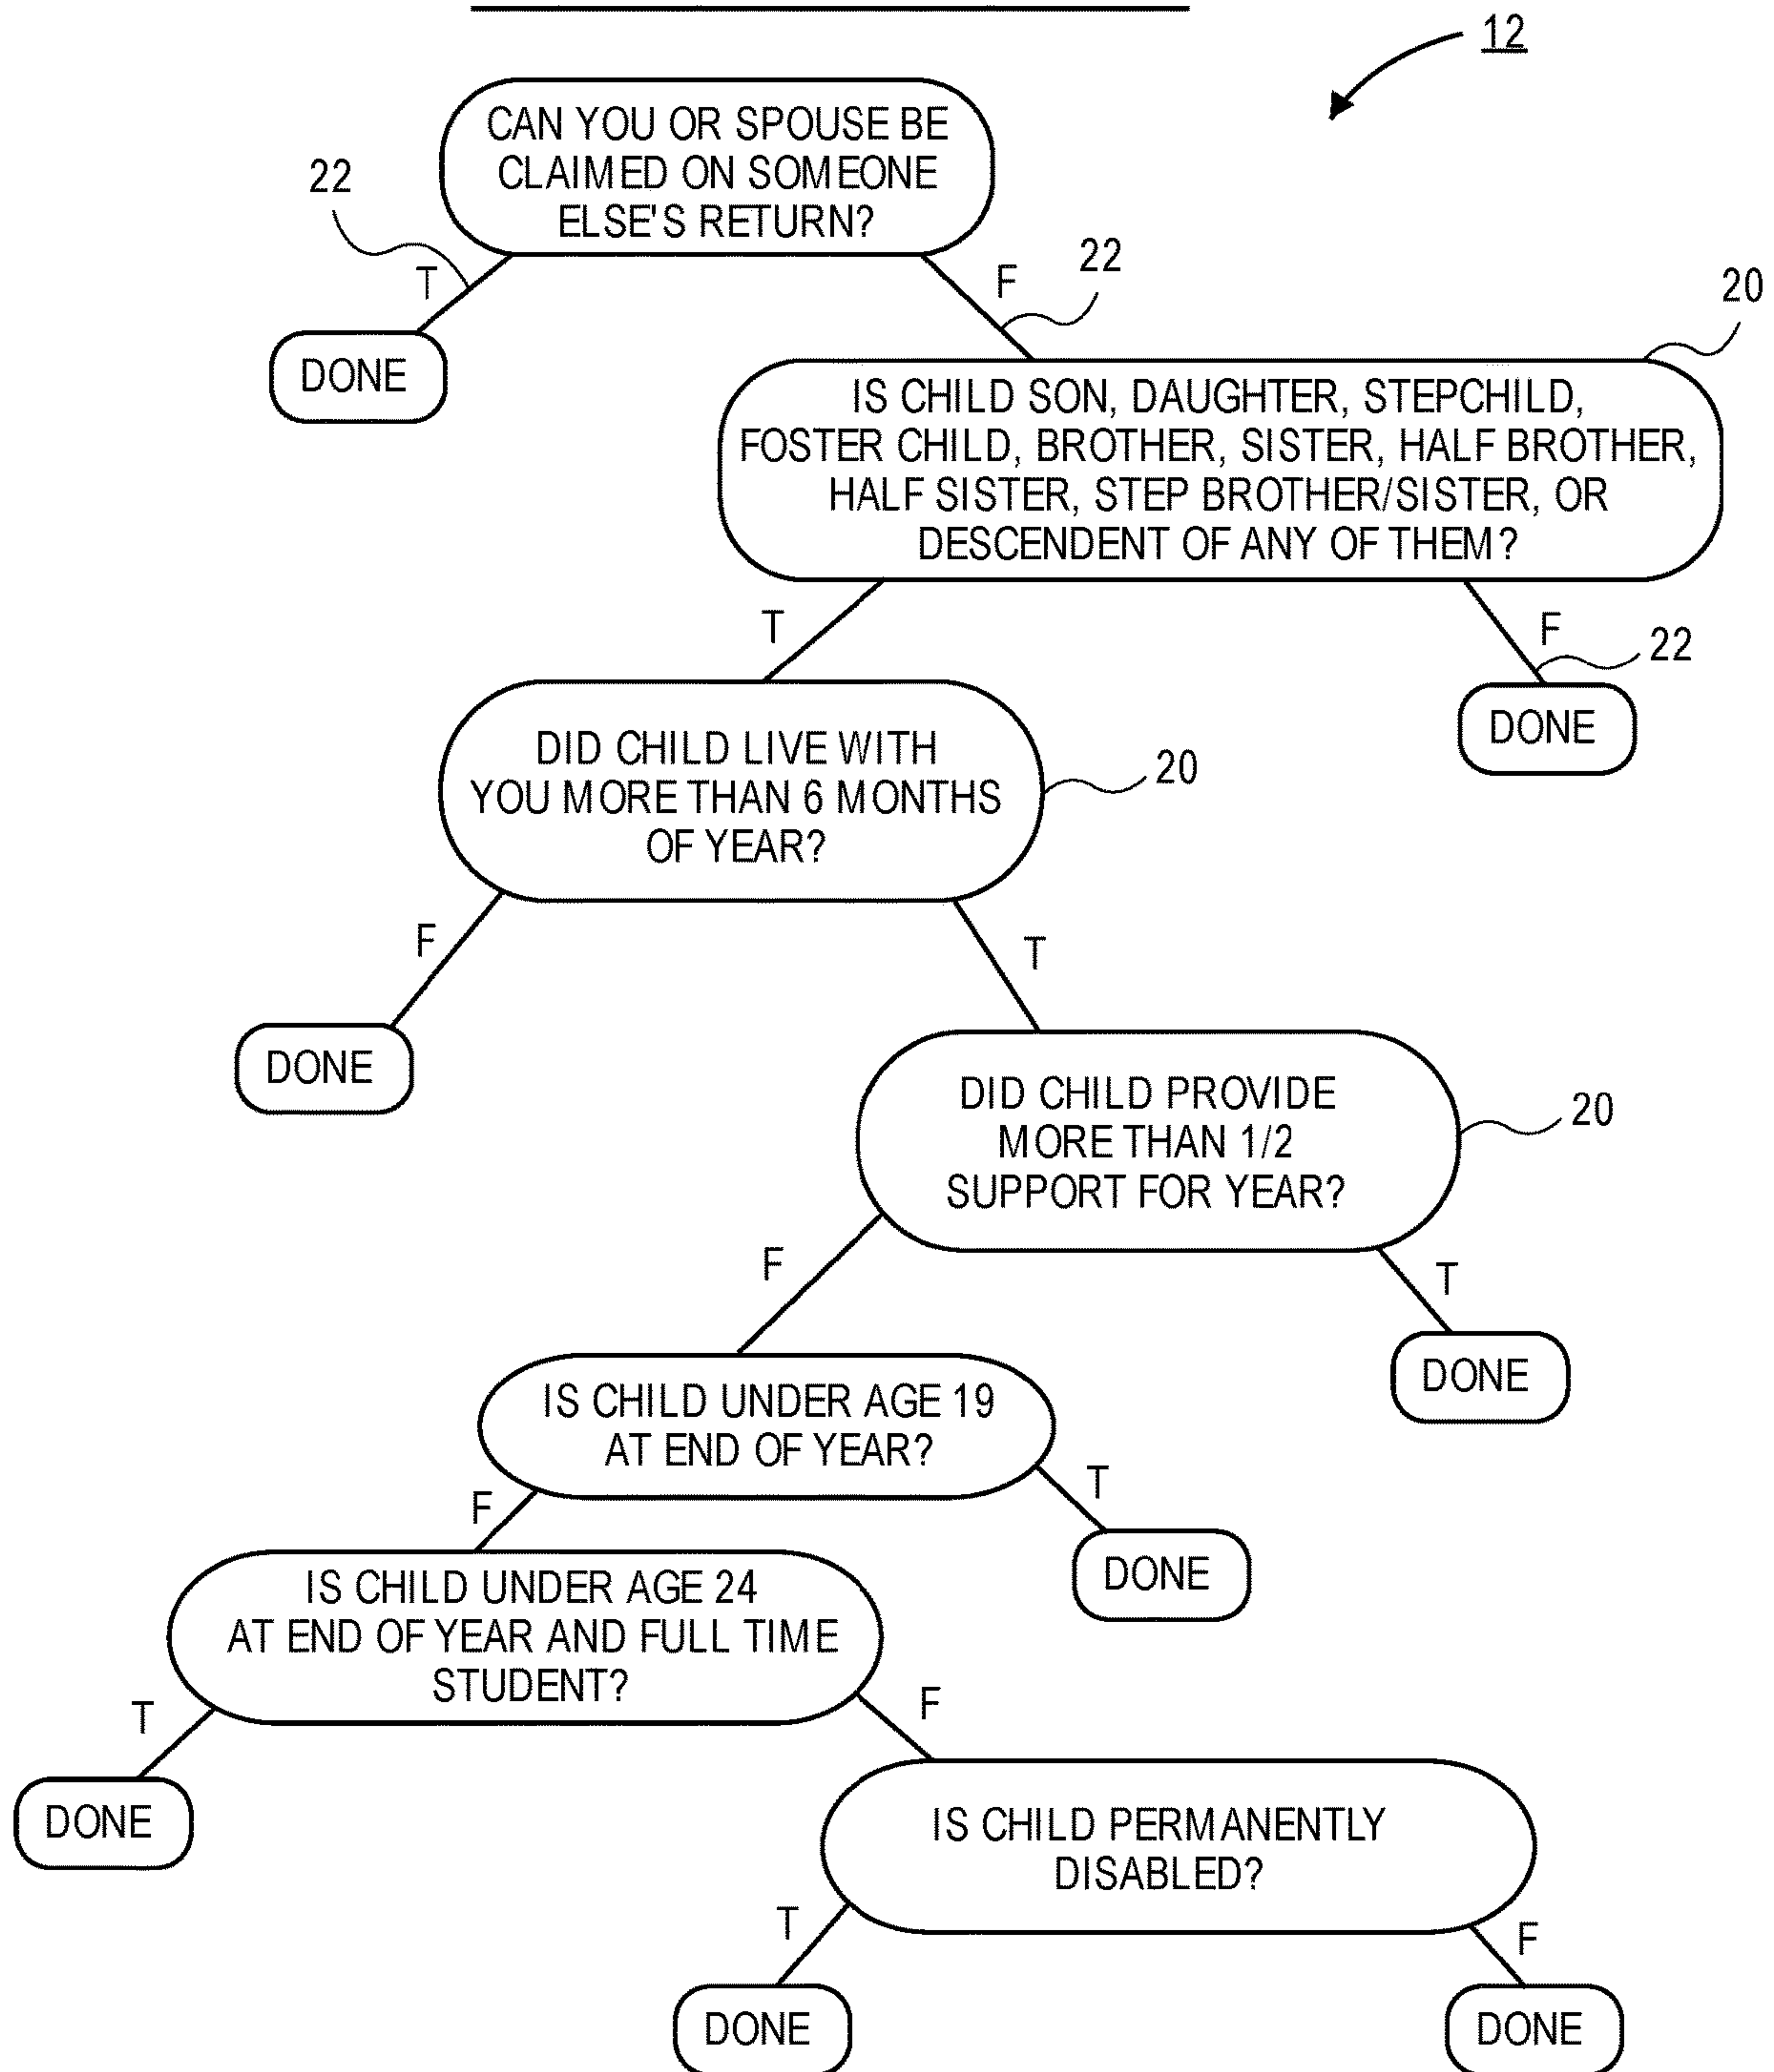 12
CAN YOU OR SPOUSE BE
CLAIMED ON SOMEONE
ELSE'S RETURN?
22
T
F
22
20
DONE
IS CHILD SON, DAUGHTER, STEPCHILD,
FOSTER CHILD, BROTHER, SISTER, HALF BROTHER,
HALF SISTER, STEP BROTHER/SISTER, OR
DESCENDENT OF ANY OF THEM?
T
F
22
DONE
DID CHILD LIVE WITH
YOU MORE THAN 6 MONTHS
OF YEAR?
20
F
T
DONE
DID CHILD PROVIDE
MORE THAN 1/2
SUPPORT FOR YEAR?
20
F
T
DONE
IS CHILD UNDER AGE 19
AT END OF YEAR?
F
T
DONE
IS CHILD UNDER AGE 24
AT END OF YEAR AND FULL TIME
STUDENT?
T
F
DONE
IS CHILD PERMANENTLY
DISABLED?
T
F
DONE
DONE